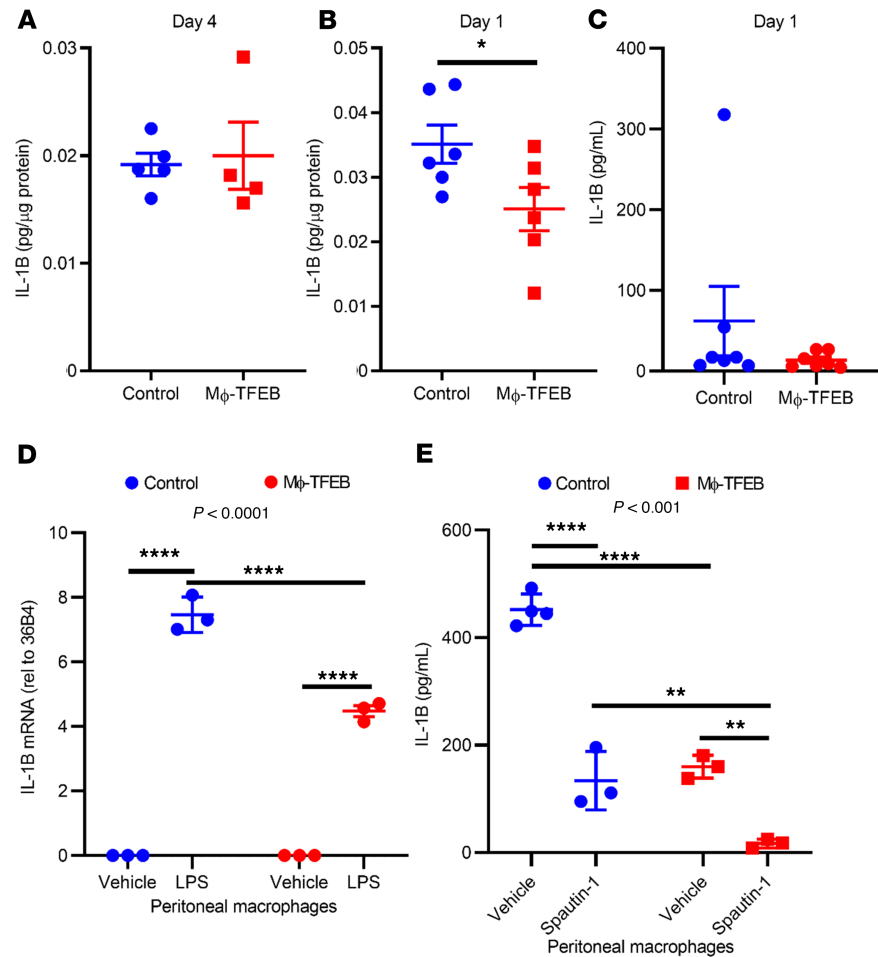 A
Day 4
IL-1B (pg/μg protein)
0.03
0.02
0.01
0
Control
Mϕ-TFEB
B
Day 1
*
IL-1B (pg/μg protein)
0.05
0.04
0.03
0.02
0.01
0
Control
Mϕ-TFEB
C
Day 1
IL-1B (pg/mL)
400
300
200
100
0
Control
Mϕ-TFEB
D
Control
Mϕ-TFEB
P < 0.0001
****
****
****
IL-1B mRNA (rel to 36B4)
10
8
6
4
2
0
Vehicle
LPS
Vehicle
LPS
Peritoneal macrophages
E
Control
Mϕ-TFEB
P < 0.001
****
****
**
**
IL-1B (pg/mL)
600
400
200
0
Vehicle
Spautin-1
Vehicle
Spautin-1
Peritoneal macrophages